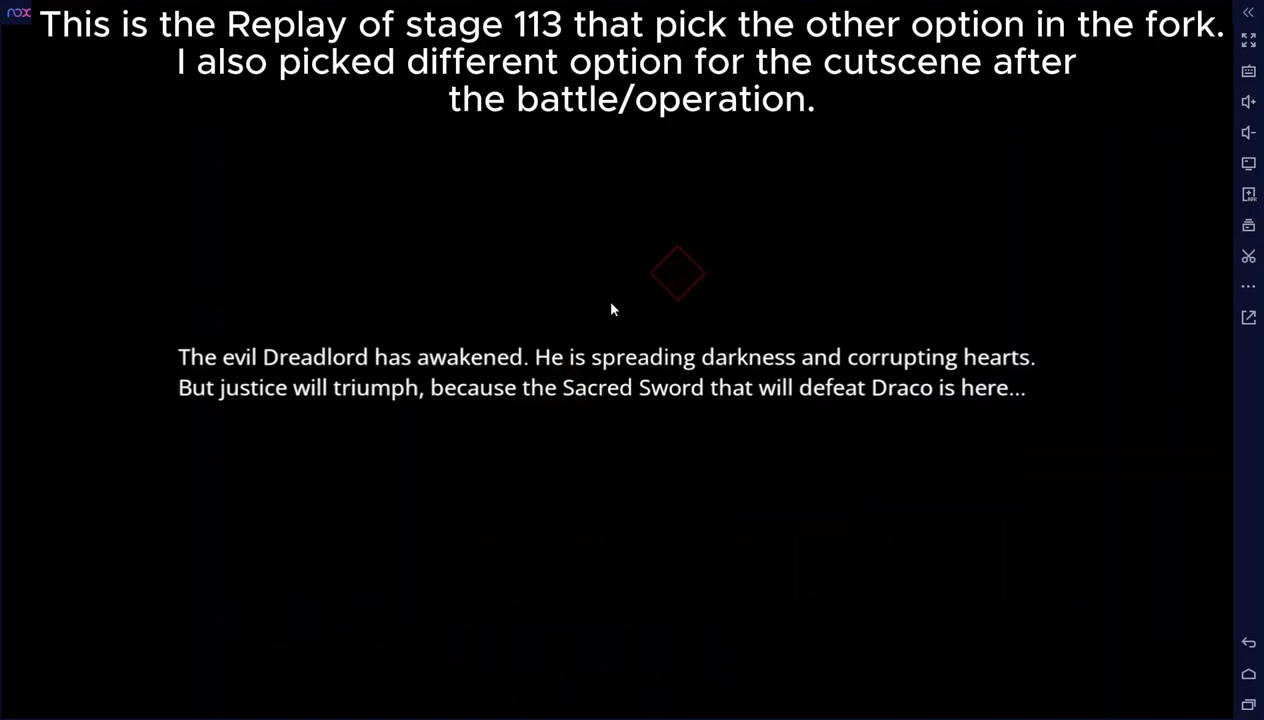 nox
This is the Replay of stage 113 that pick the other option in the fork.
I also picked different option for the cutscene after
the battle/operation.
The evil Dreadlord has awakened. He is spreading darkness and corrupting hearts.
But justice will triumph, because the Sacred Sword that will defeat Draco is here...